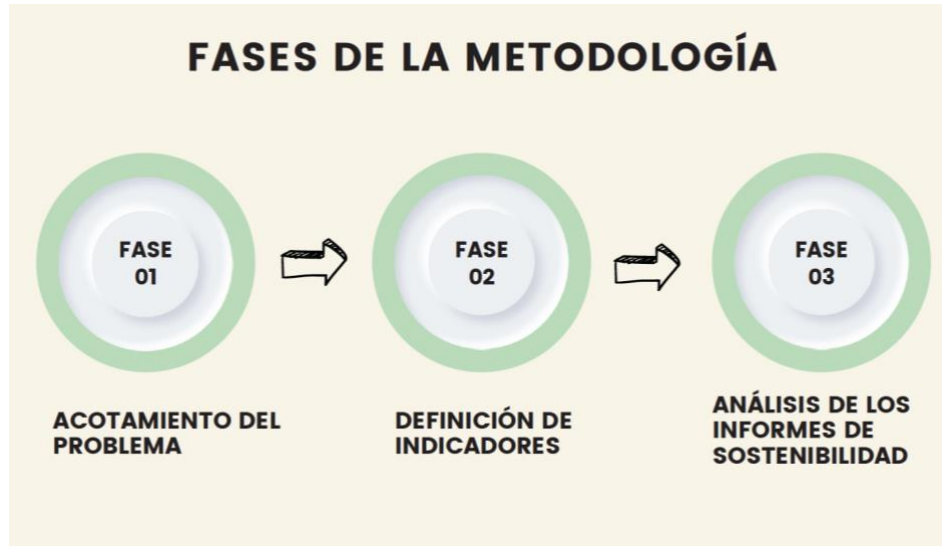 FASES DE LA METODOLOGÍA
FASE
01
FASE
02
FASE
03
ACOTAMIENTO DEL
PROBLEMA
DEFINICIÓN DE
INDICADORES
ANÁLISIS DE LOS
INFORMES DE
SOSTENIBILIDAD